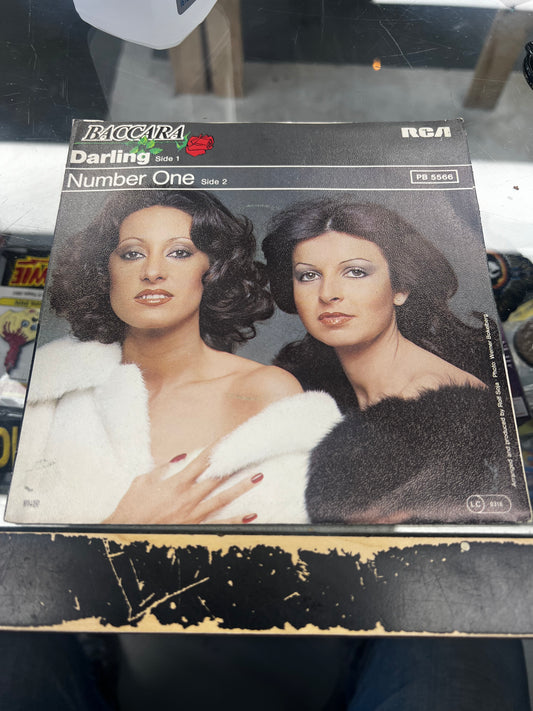 BACCARA
RCA
Darling Side 1
Number One Side 2
PB 5566
Arranged and produced by Rolf Soja · Photo: Werner Bokelberg
LC 0316